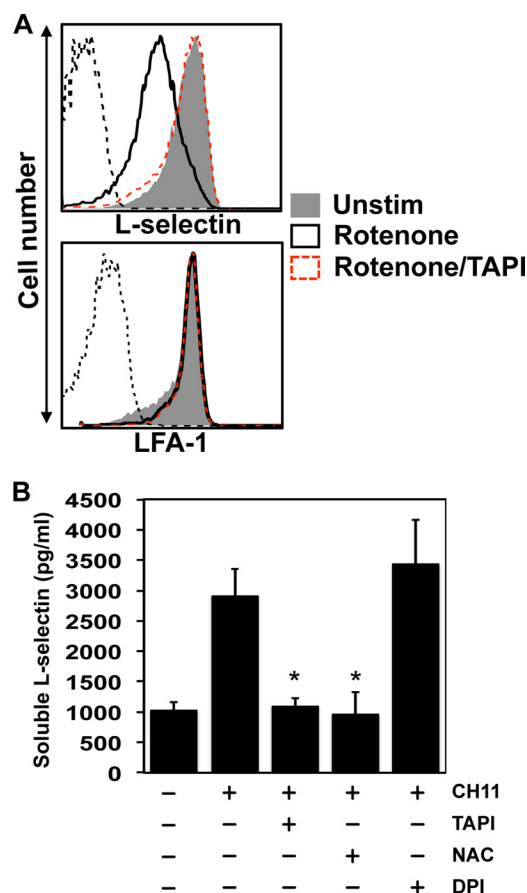 A
Cell number
L-selectin
LFA-1
Unstim
Rotenone
Rotenone/TAPI
B
Soluble L-selectin (pg/ml)
4500
4000
3500
3000
2500
2000
1500
1000
500
0
* *
– + + + + CH11
– – + – – TAPI
– – – + – NAC
– – – – + DPI